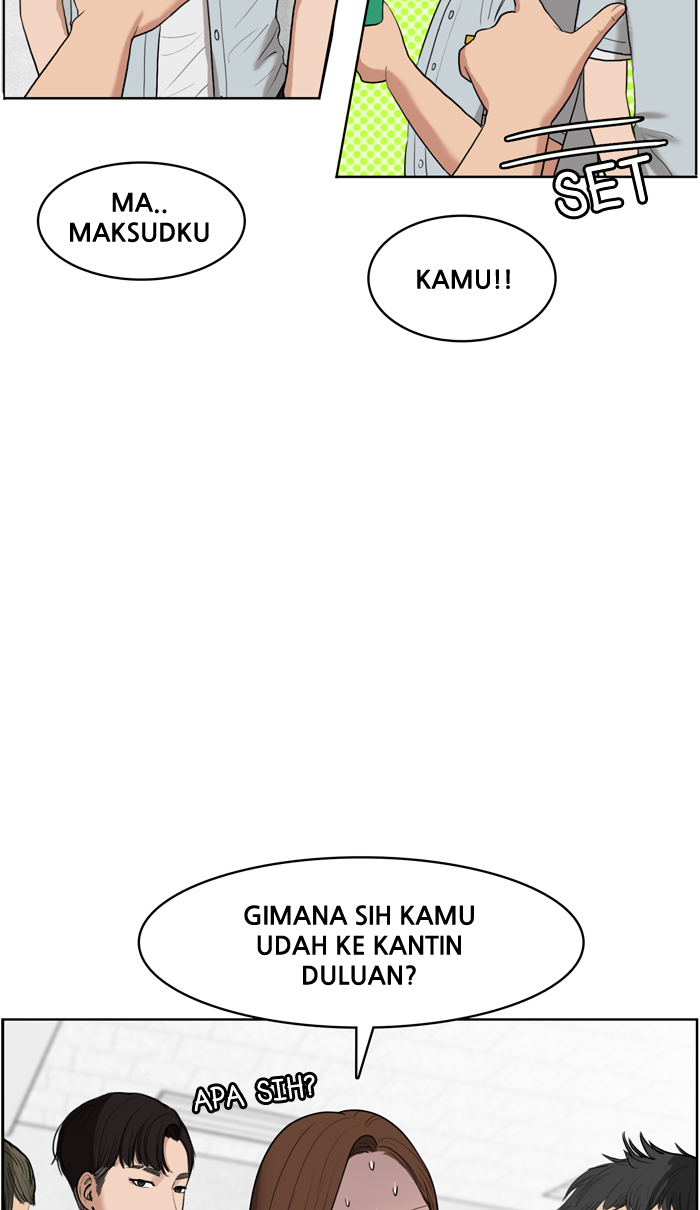 MA..
MAKSUDKU
SET
KAMU!!
GIMANA SIH KAMU
UDAH KE KANTIN
DULUAN?
APA SIH?